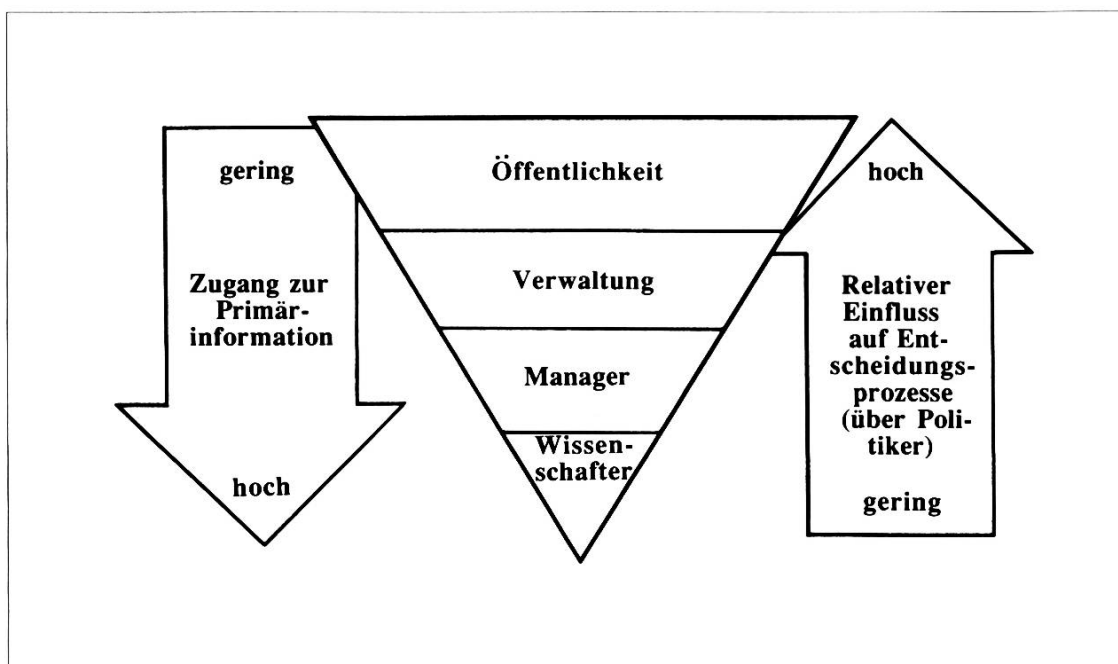 gering
Zugang zur
Primär-
information
hoch
Öffentlichkeit
Verwaltung
Manager
Wissen-
schafter
hoch
Relativer
Einfluss
auf Ent-
scheidungs-
prozesse
(über Poli-
tiker)
gering